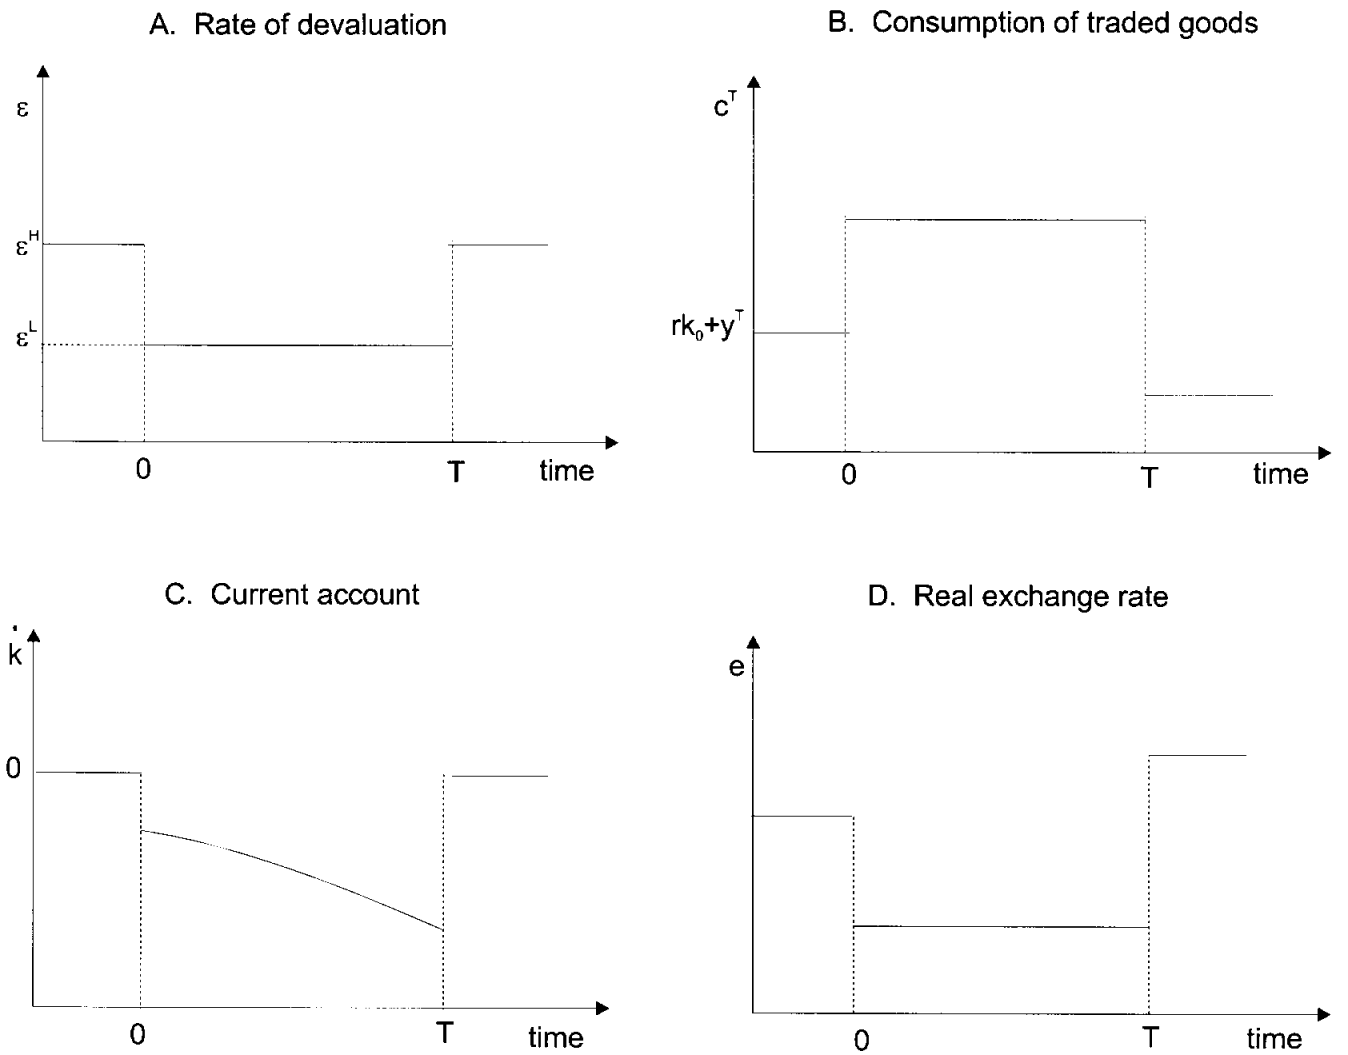 A. Rate of devaluation
ε
ε^H
ε^L
0 T time
B. Consumption of traded goods
c^T
rk₀+y^T
0 T time
C. Current account
k̇
0
0 T time
D. Real exchange rate
e
0 T time